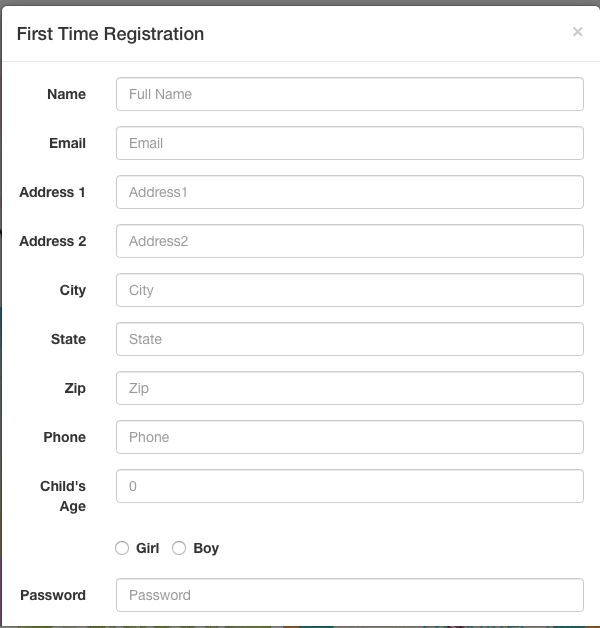 First Time Registration ×
Name Full Name
Email Email
Address 1 Address1
Address 2 Address2
City City
State State
Zip Zip
Phone Phone
Child's 0
Age
Girl Boy
Password Password